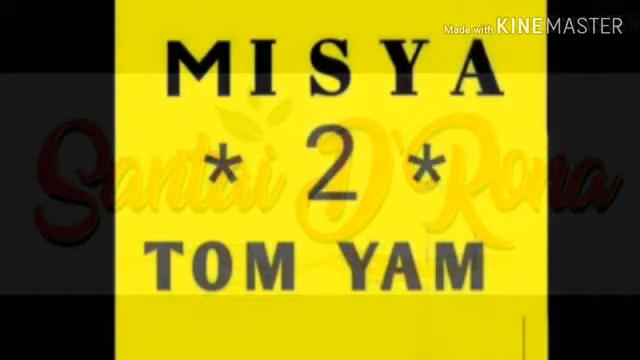 Made with KINEMASTER
MISYA
* 2 *
Santai D'Rona
TOM YAM